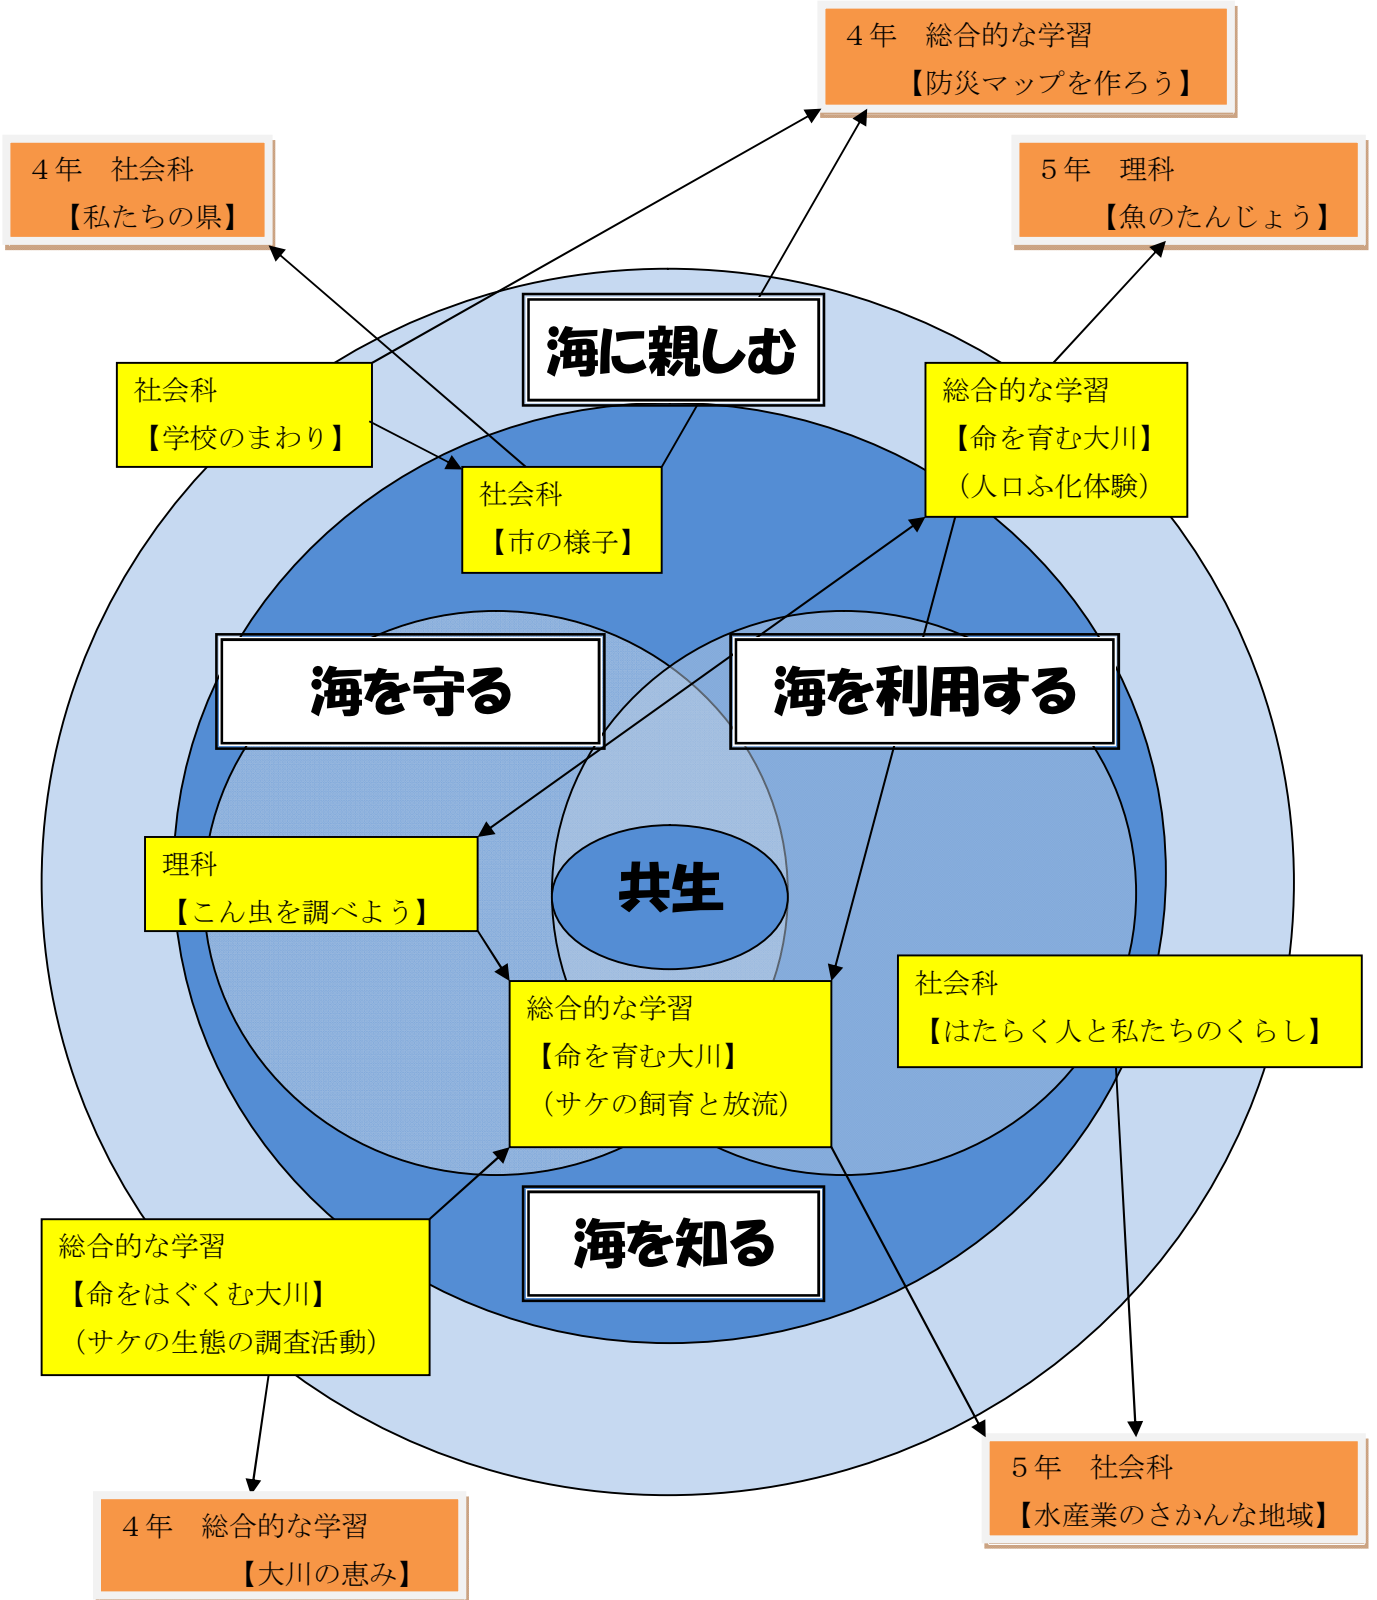 ４年　総合的な学習
【防災マップを作ろう】
４年　社会科
【私たちの県】
５年　理科
【魚のたんじょう】
海に親しむ
社会科
【学校のまわり】
総合的な学習
【命を育む大川】
（人口ふ化体験）
社会科
【市の様子】
海を守る
海を利用する
理科
【こん虫を調べよう】
共生
社会科
【はたらく人と私たちのくらし】
総合的な学習
【命を育む大川】
（サケの飼育と放流）
海を知る
総合的な学習
【命をはぐくむ大川】
（サケの生態の調査活動）
５年　社会科
【水産業のさかんな地域】
４年　総合的な学習
【大川の恵み】